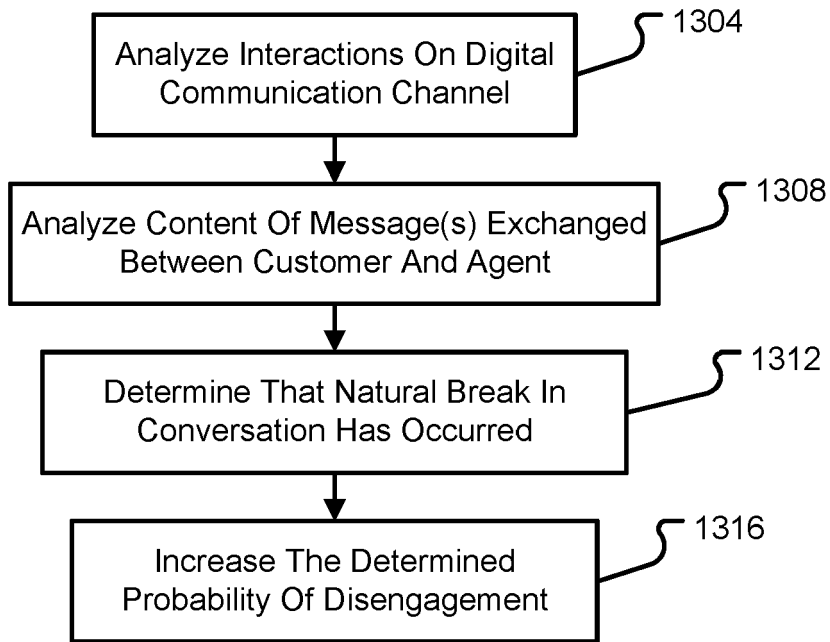 1304
Analyze Interactions On Digital
Communication Channel
1308
Analyze Content Of Message(s) Exchanged
Between Customer And Agent
1312
Determine That Natural Break In
Conversation Has Occurred
1316
Increase The Determined
Probability Of Disengagement